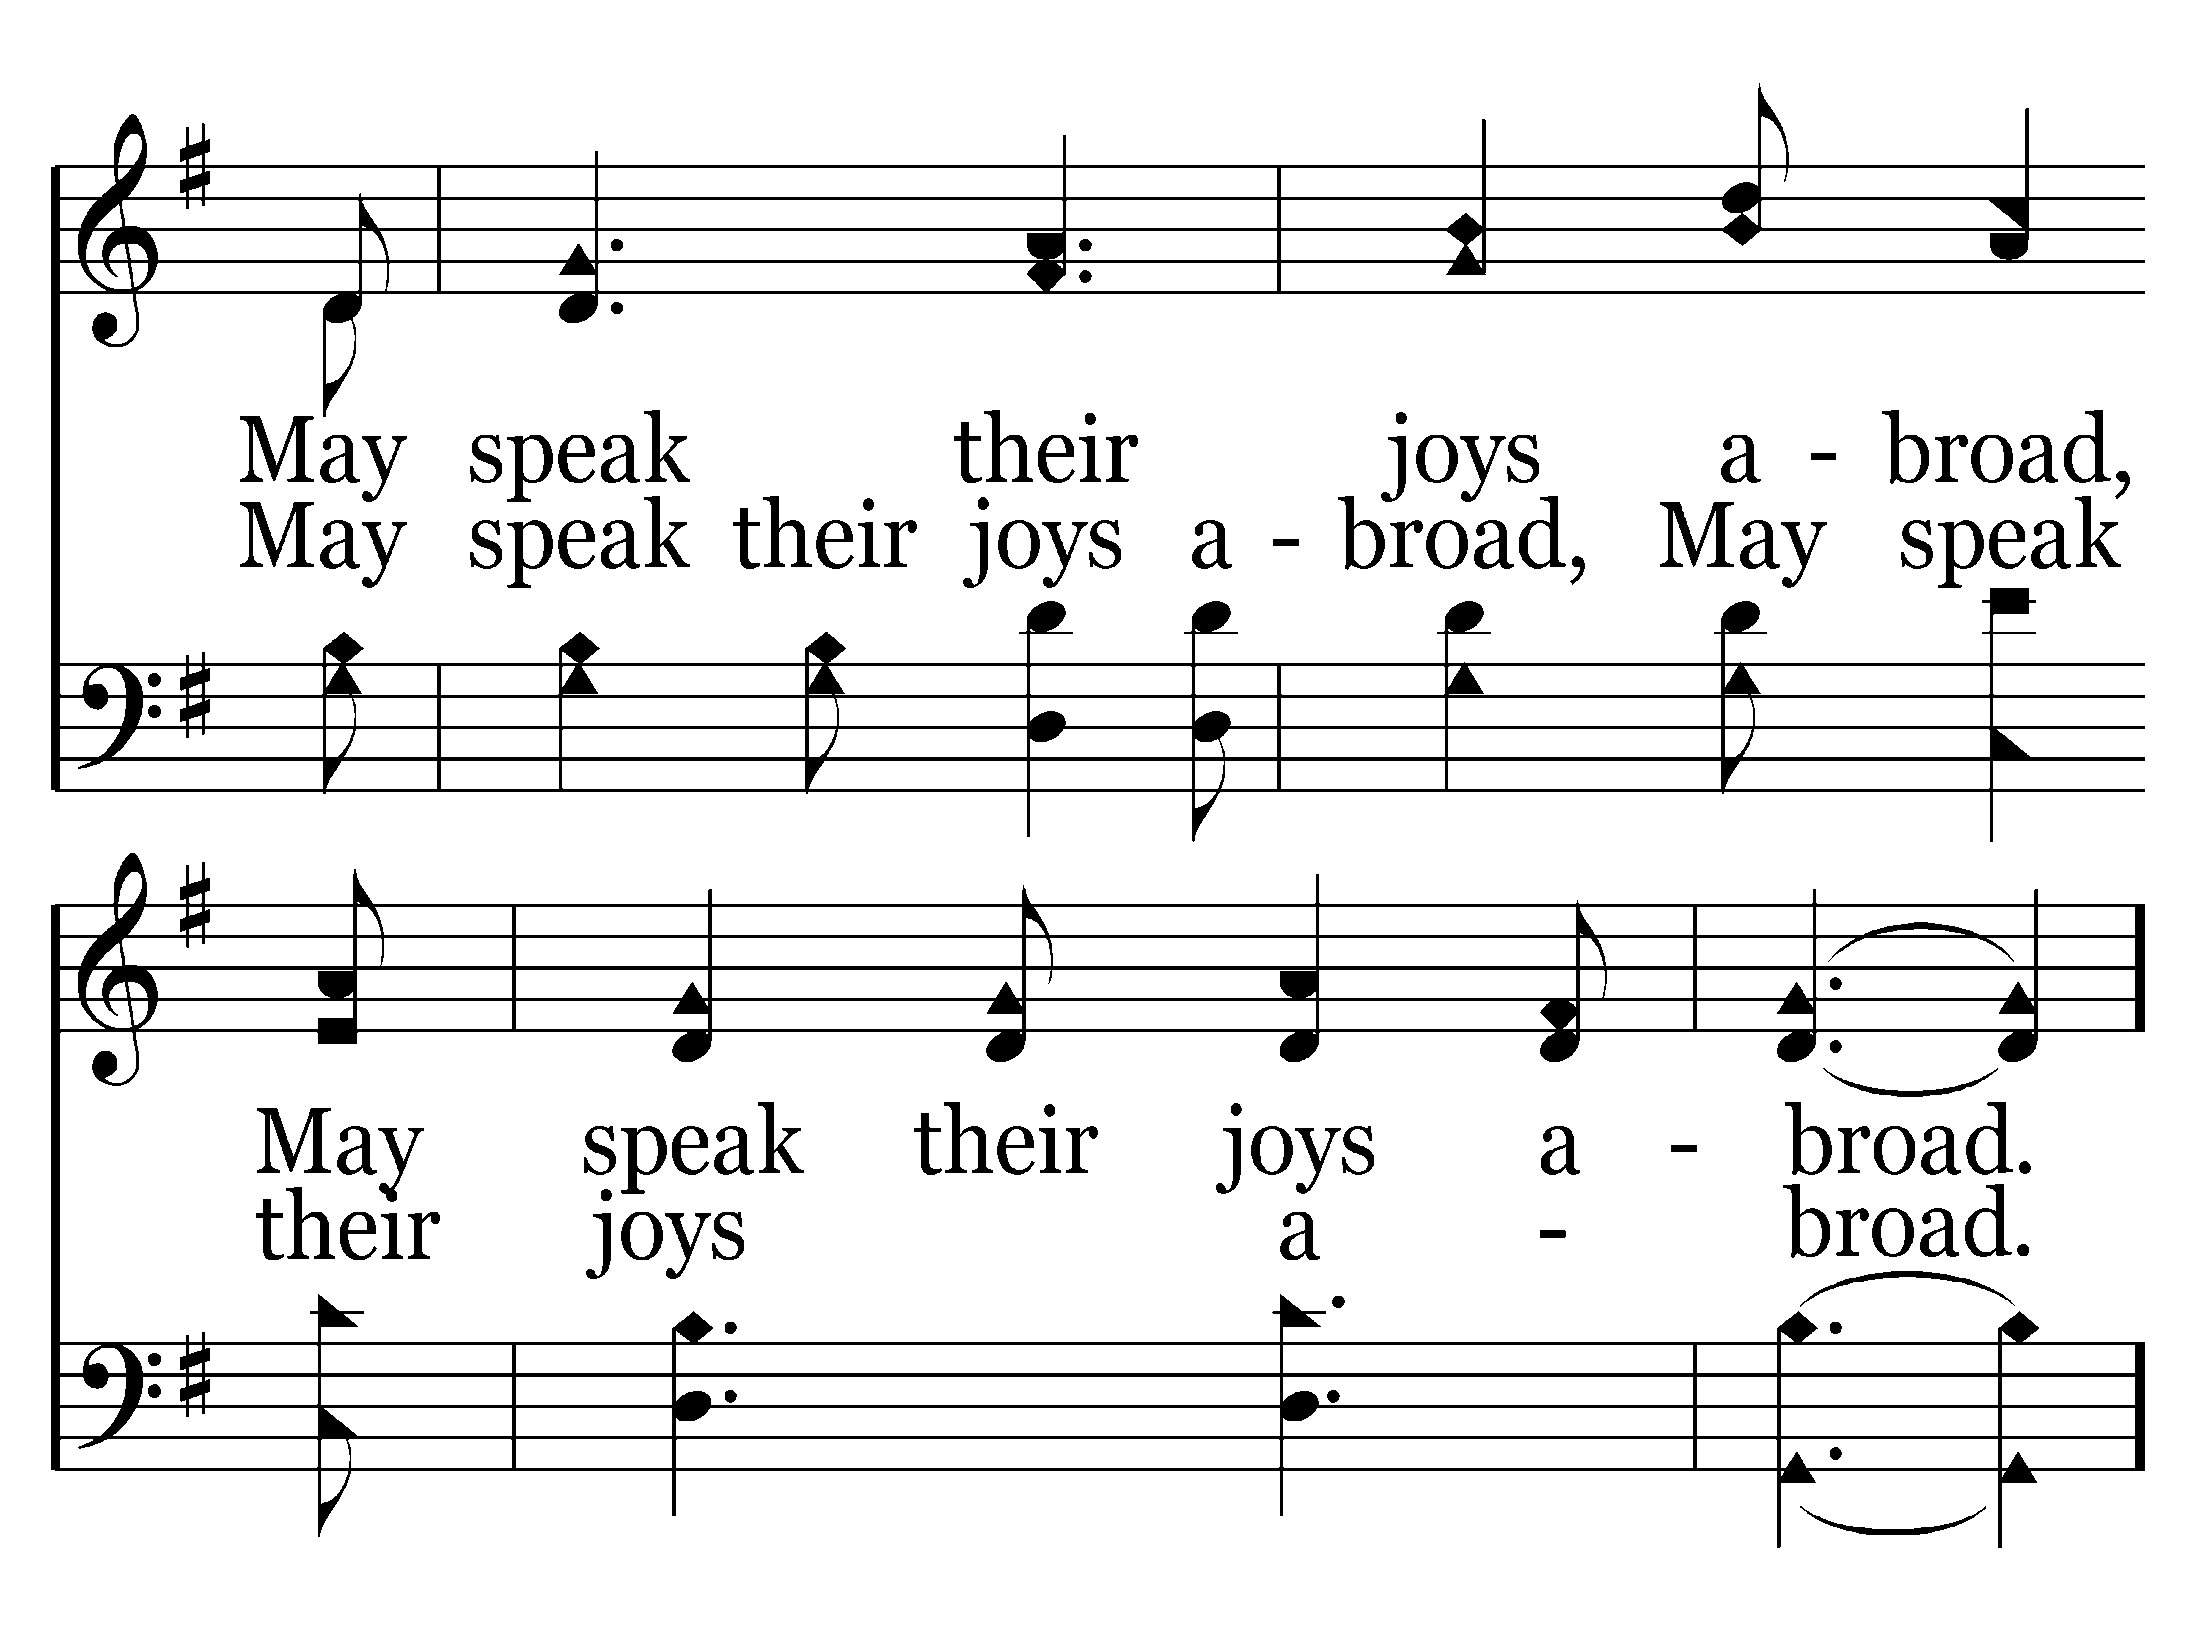 May speak their joys a - broad,
May speak their joys a - broad, May speak
May speak their joys a - broad.
their joys a - broad.